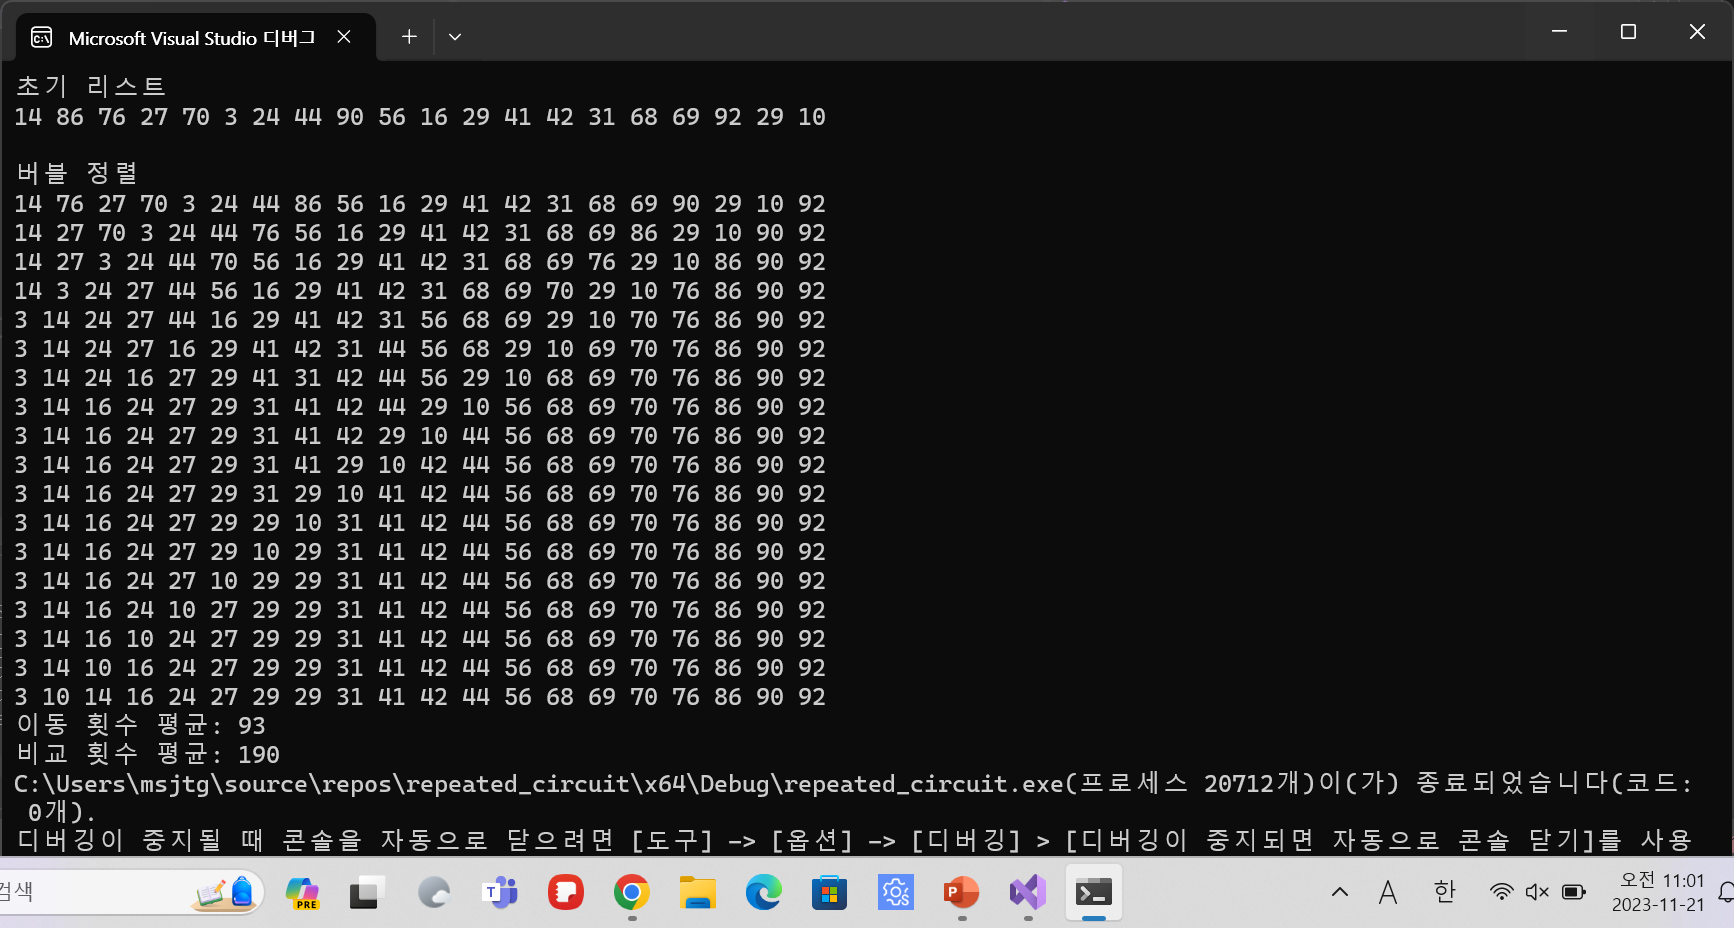 Microsoft Visual Studio 디버그
초기 리스트
14 86 76 27 70 3 24 44 90 56 16 29 41 42 31 68 69 92 29 10
버블 정렬
14 76 27 70 3 24 44 86 56 16 29 41 42 31 68 69 90 29 10 92
14 27 70 3 24 44 76 56 16 29 41 42 31 68 69 86 29 10 90 92
14 27 3 24 44 70 56 16 29 41 42 31 68 69 76 29 10 86 90 92
14 3 24 27 44 56 16 29 41 42 31 68 69 70 29 10 76 86 90 92
3 14 24 27 44 16 29 41 42 31 56 68 69 29 10 70 76 86 90 92
3 14 24 27 16 29 41 42 31 44 56 68 29 10 69 70 76 86 90 92
3 14 24 16 27 29 41 31 42 44 56 29 10 68 69 70 76 86 90 92
3 14 16 24 27 29 31 41 42 44 29 10 56 68 69 70 76 86 90 92
3 14 16 24 27 29 31 41 42 29 10 44 56 68 69 70 76 86 90 92
3 14 16 24 27 29 31 41 29 10 42 44 56 68 69 70 76 86 90 92
3 14 16 24 27 29 31 29 10 41 42 44 56 68 69 70 76 86 90 92
3 14 16 24 27 29 29 10 31 41 42 44 56 68 69 70 76 86 90 92
3 14 16 24 27 29 10 29 31 41 42 44 56 68 69 70 76 86 90 92
3 14 16 24 27 10 29 29 31 41 42 44 56 68 69 70 76 86 90 92
3 14 16 24 10 27 29 29 31 41 42 44 56 68 69 70 76 86 90 92
3 14 16 10 24 27 29 29 31 41 42 44 56 68 69 70 76 86 90 92
3 14 10 16 24 27 29 29 31 41 42 44 56 68 69 70 76 86 90 92
3 10 14 16 24 27 29 29 31 41 42 44 56 68 69 70 76 86 90 92
이동 횟수 평균: 93
비교 횟수 평균: 190
C:\Users\msjtg\source\repos\repeated_circuit\x64\Debug\repeated_circuit.exe(프로세스 20712개)이(가) 종료되었습니다(코드:
0개).
디버깅이 중지될 때 콘솔을 자동으로 닫으려면 [도구] -> [옵션] -> [디버깅] > [디버깅이 중지되면 자동으로 콘솔 닫기]를 사용
검색
PRE
A 한
오전 11:01
2023-11-21